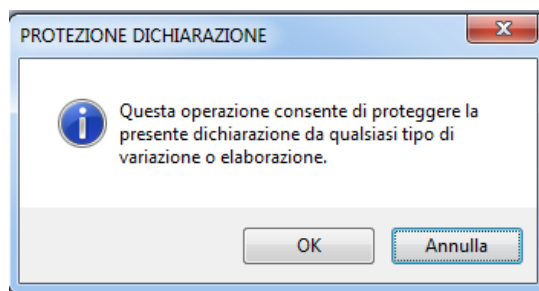 PROTEZIONE DICHIARAZIONE
Questa operazione consente di proteggere la
presente dichiarazione da qualsiasi tipo di
variazione o elaborazione.
OK
Annulla